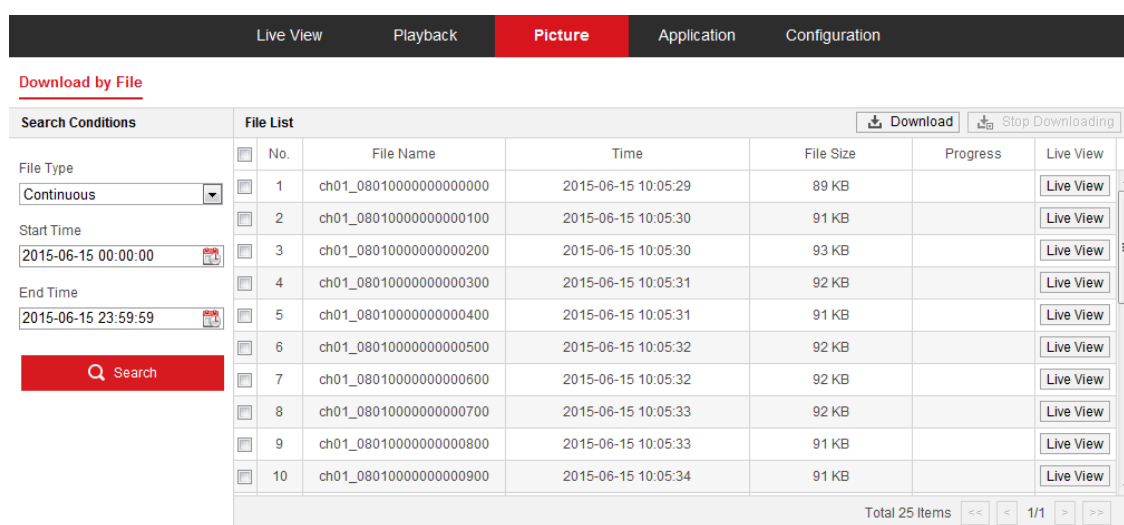 Live View Playback Picture Application Configuration
Download by File
Search Conditions
File Type
Continuous
Start Time
2015-06-15 00:00:00
End Time
2015-06-15 23:59:59
Search
File List Download Stop Downloading
No. File Name Time File Size Progress Live View
1 ch01_08010000000000000 2015-06-15 10:05:29 89 KB Live View
2 ch01_08010000000000100 2015-06-15 10:05:30 91 KB Live View
3 ch01_08010000000000200 2015-06-15 10:05:30 93 KB Live View
4 ch01_08010000000000300 2015-06-15 10:05:31 92 KB Live View
5 ch01_08010000000000400 2015-06-15 10:05:31 91 KB Live View
6 ch01_08010000000000500 2015-06-15 10:05:32 92 KB Live View
7 ch01_08010000000000600 2015-06-15 10:05:32 92 KB Live View
8 ch01_08010000000000700 2015-06-15 10:05:33 92 KB Live View
9 ch01_08010000000000800 2015-06-15 10:05:33 91 KB Live View
10 ch01_08010000000000900 2015-06-15 10:05:34 91 KB Live View
Total 25 Items << < 1/1 > >>